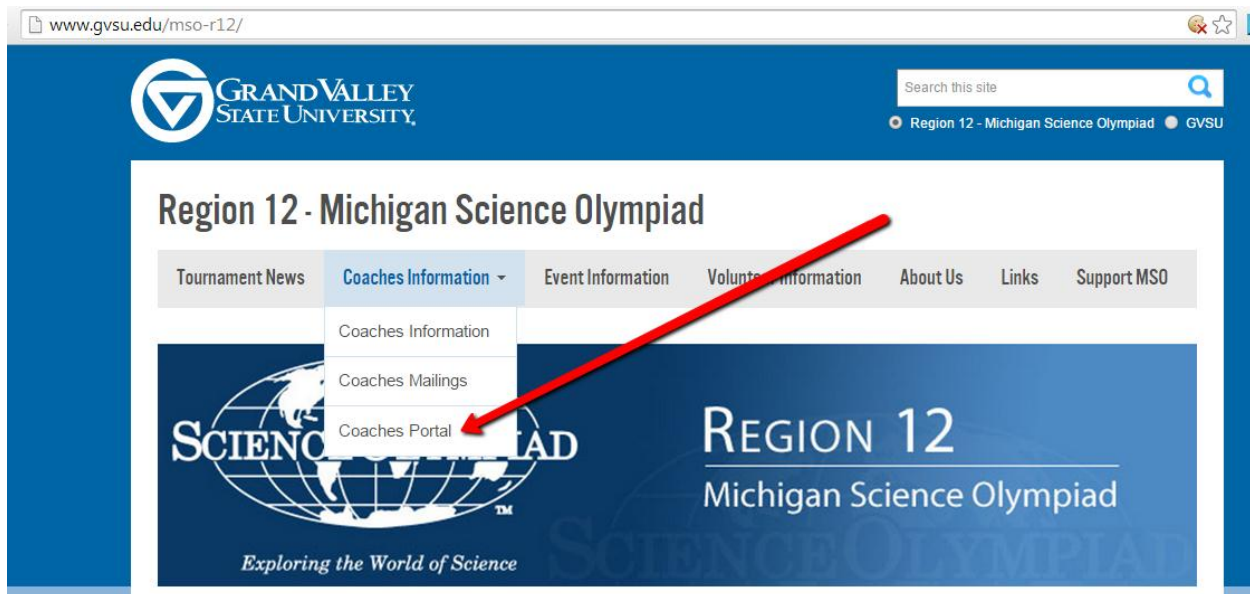 www.gvsu.edu/mso-r12/
GRAND VALLEY
STATE UNIVERSITY
Search this site
Region 12 - Michigan Science Olympiad GVSU
Region 12 - Michigan Science Olympiad
Tournament News Coaches Information Event Information Information About Us Links Support MSO
Coaches Information
Coaches Mailings
Coaches Portal
REGION 12
Michigan Science Olympiad
TM
Exploring the World of Science
SCIENCE OLYMPIAD